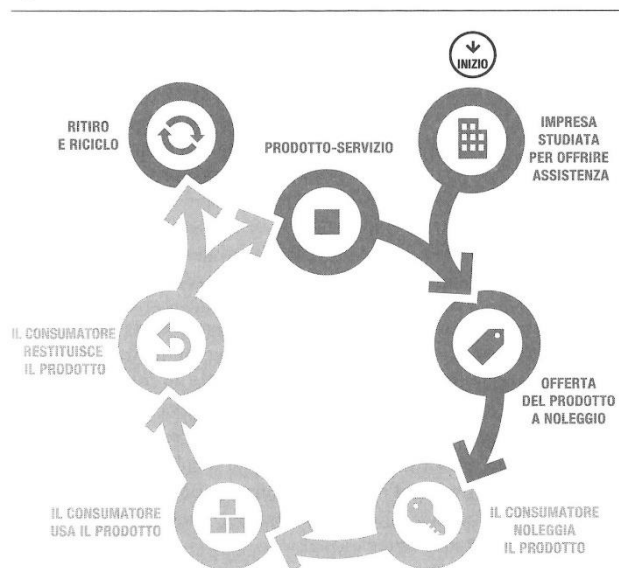 INIZIO
IMPRESA
STUDIATA
PER OFFRIRE
ASSISTENZA
OFFERTA
DEL PRODOTTO
A NOLEGGIO
IL CONSUMATORE
NOLEGGIA
IL PRODOTTO
IL CONSUMATORE
USA IL PRODOTTO
IL CONSUMATORE
RESTITUISCE
IL PRODOTTO
RITIRO
E RICICLO
PRODOTTO-SERVIZIO